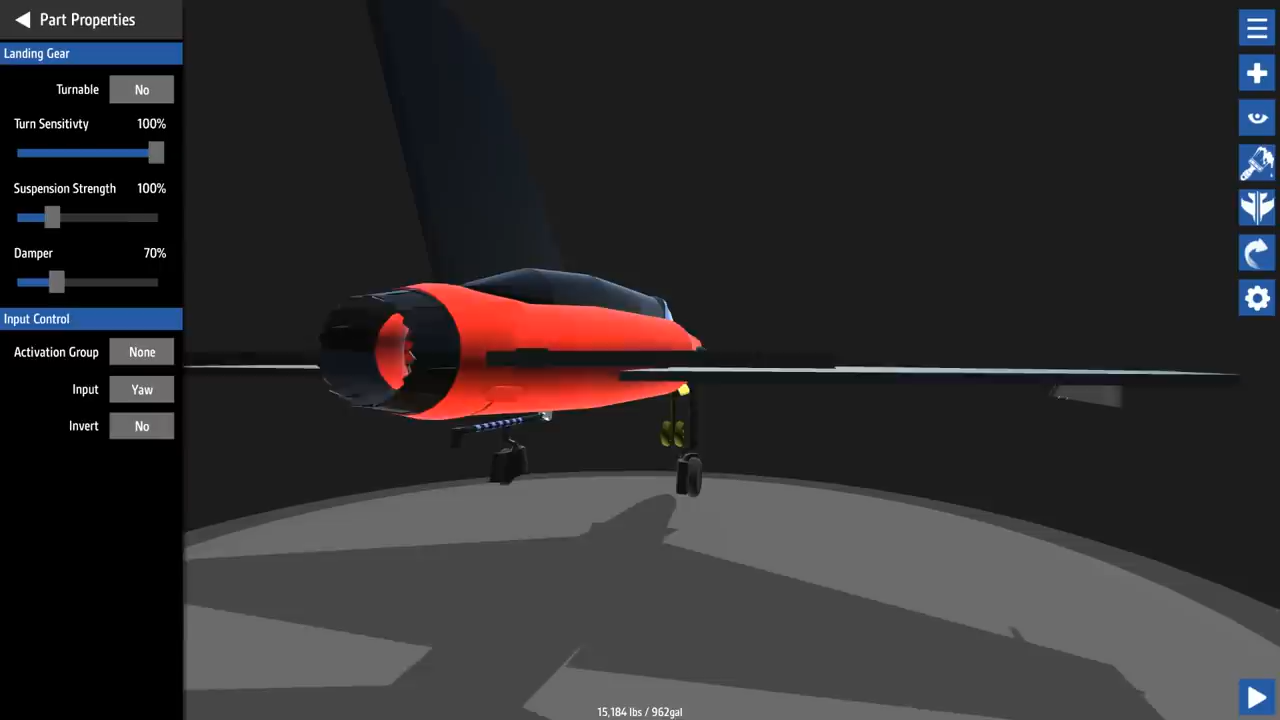 Part Properties
Landing Gear
Turnable No
Turn Sensitivty 100%
Suspension Strength 100%
Damper 70%
Input Control
Activation Group None
Input Yaw
Invert No
15,184 lbs / 962gal